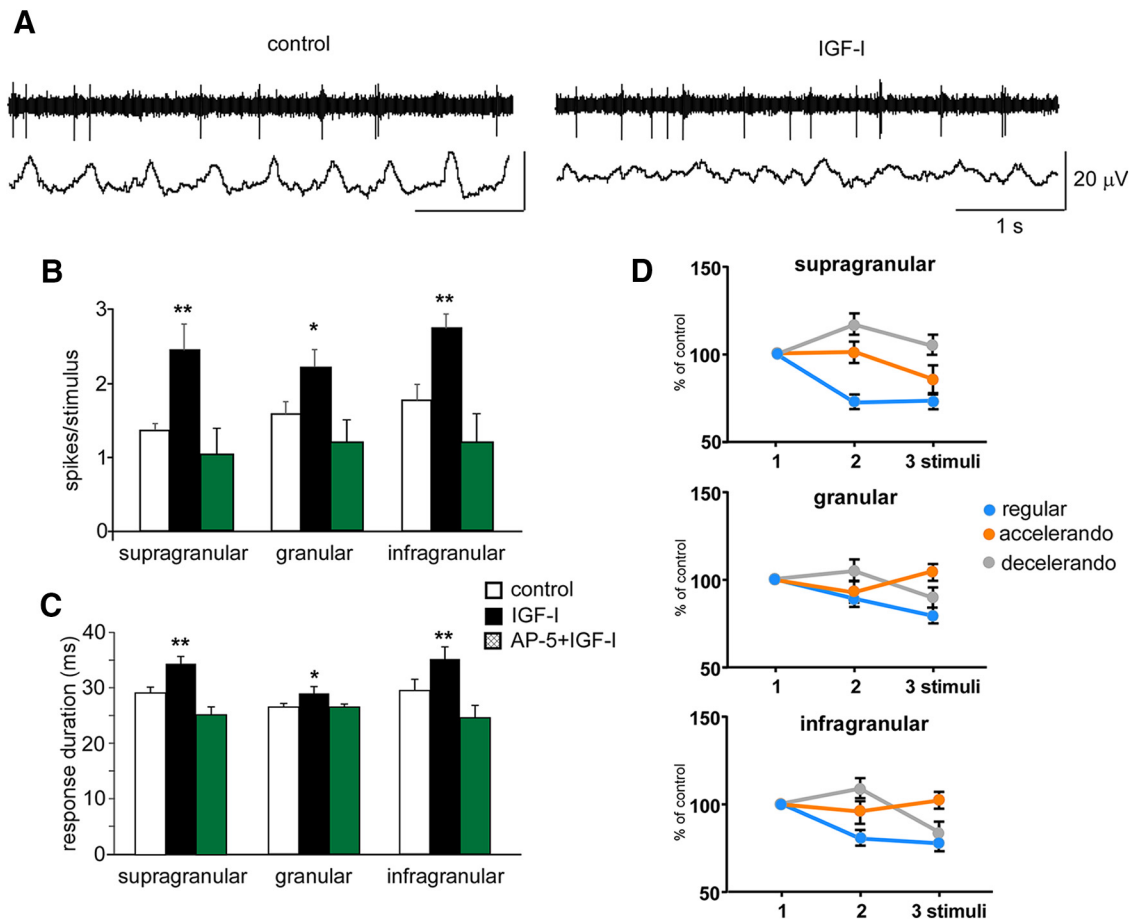 A
control
IGF-I
20 μV
1 s
B
spikes/stimulus
3
2
1
0
**
*
**
supragranular
granular
infragranular
control
IGF-I
AP-5+IGF-I
C
response duration (ms)
40
30
20
10
0
**
*
**
supragranular
granular
infragranular
D
supragranular
% of control
150
100
50
1 2 3 stimuli
granular
% of control
150
100
50
1 2 3 stimuli
regular
accelerando
decelerando
infragranular
% of control
150
100
50
1 2 3 stimuli